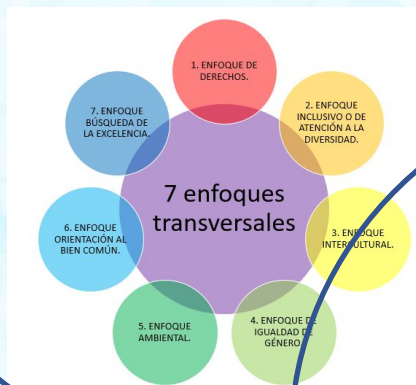 1. ENFOQUE DE
DERECHOS.
2. ENFOQUE
INCLUSIVO O DE
ATENCIÓN A LA
DIVERSIDAD.
3. ENFOQUE
INTERCULTURAL.
4. ENFOQUE DE
IGUALDAD DE
GÉNERO.
5. ENFOQUE
AMBIENTAL.
6. ENFOQUE
ORIENTACIÓN AL
BIEN COMÚN.
7. ENFOQUE
BÚSQUEDA DE
LA EXCELENCIA.
7 enfoques
transversales